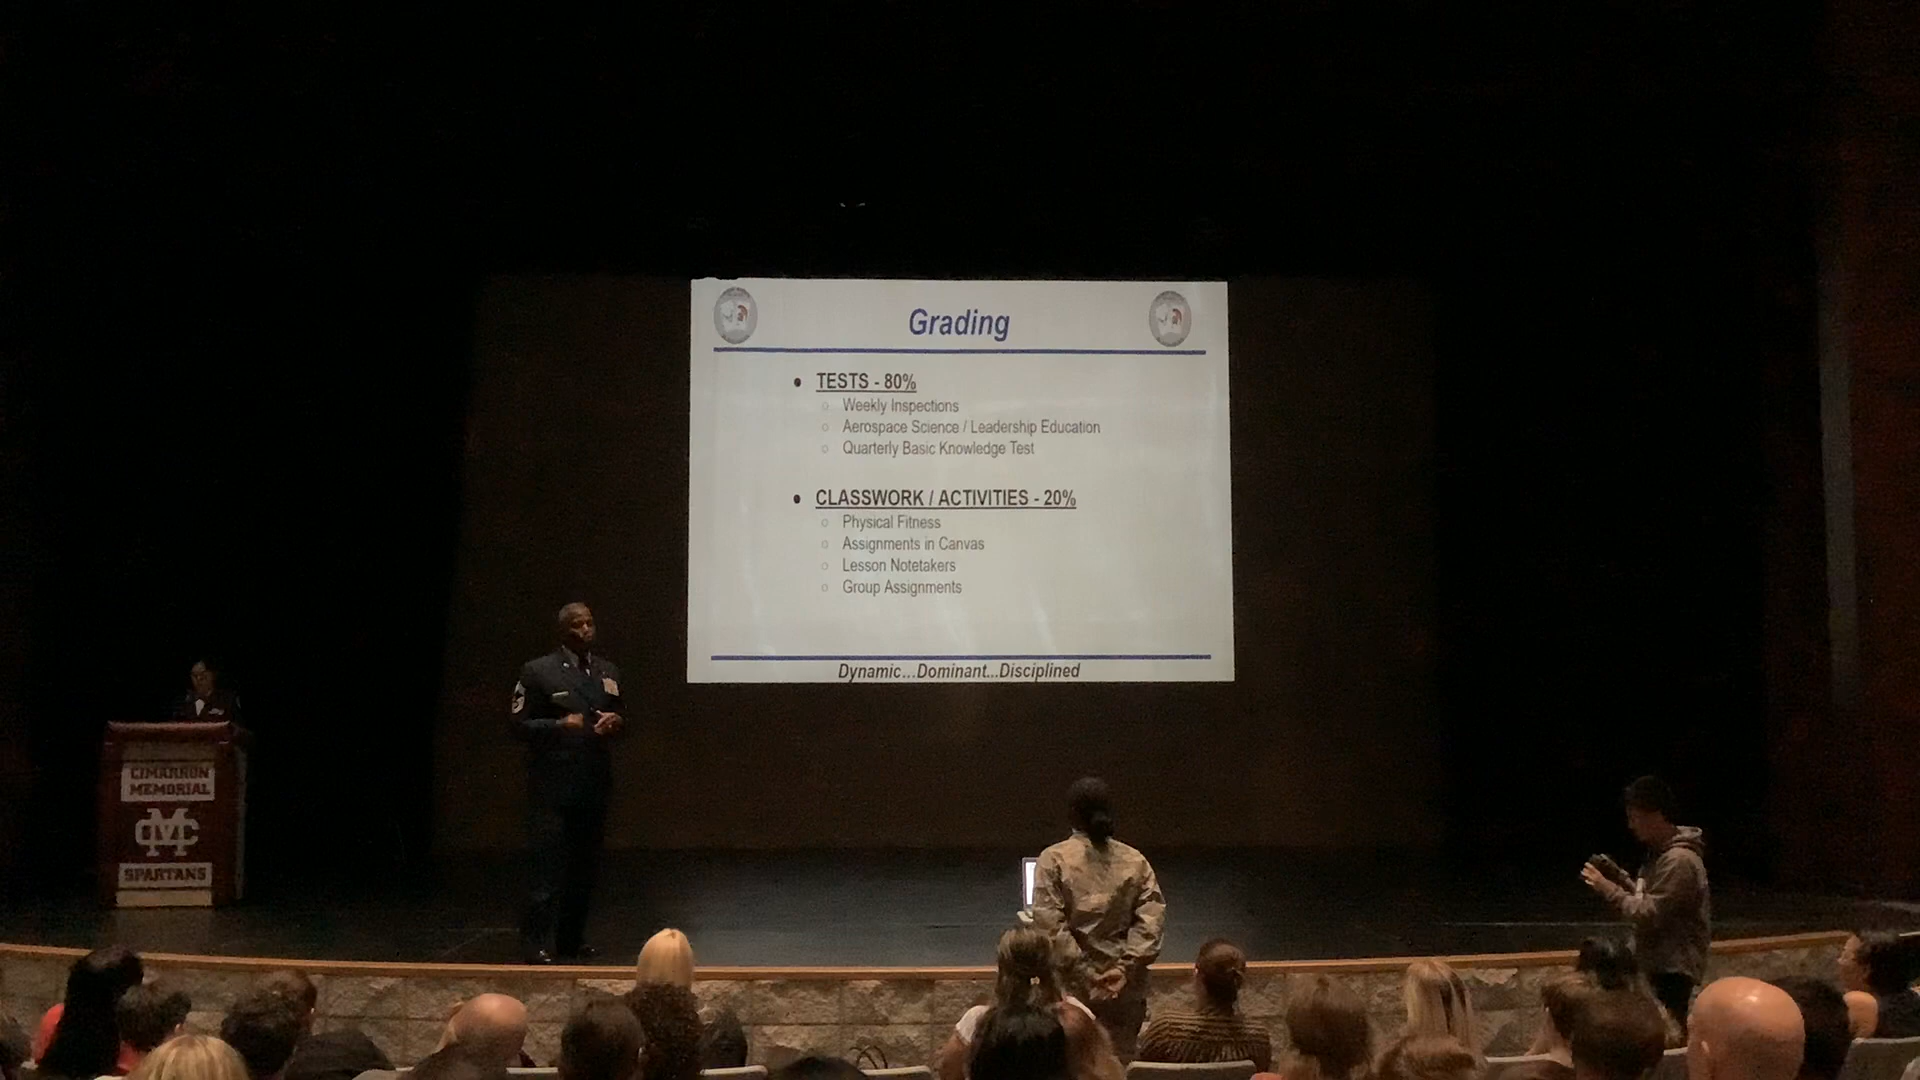 Grading
TESTS - 80%
Weekly Inspections
Aerospace Science / Leadership Education
Quarterly Basic Knowledge Test
CLASSWORK / ACTIVITIES - 20%
Physical Fitness
Assignments in Canvas
Lesson Notetakers
Group Assignments
Dynamic...Dominant...Disciplined
CIMARRON
MEMORIAL
CM
SPARTANS